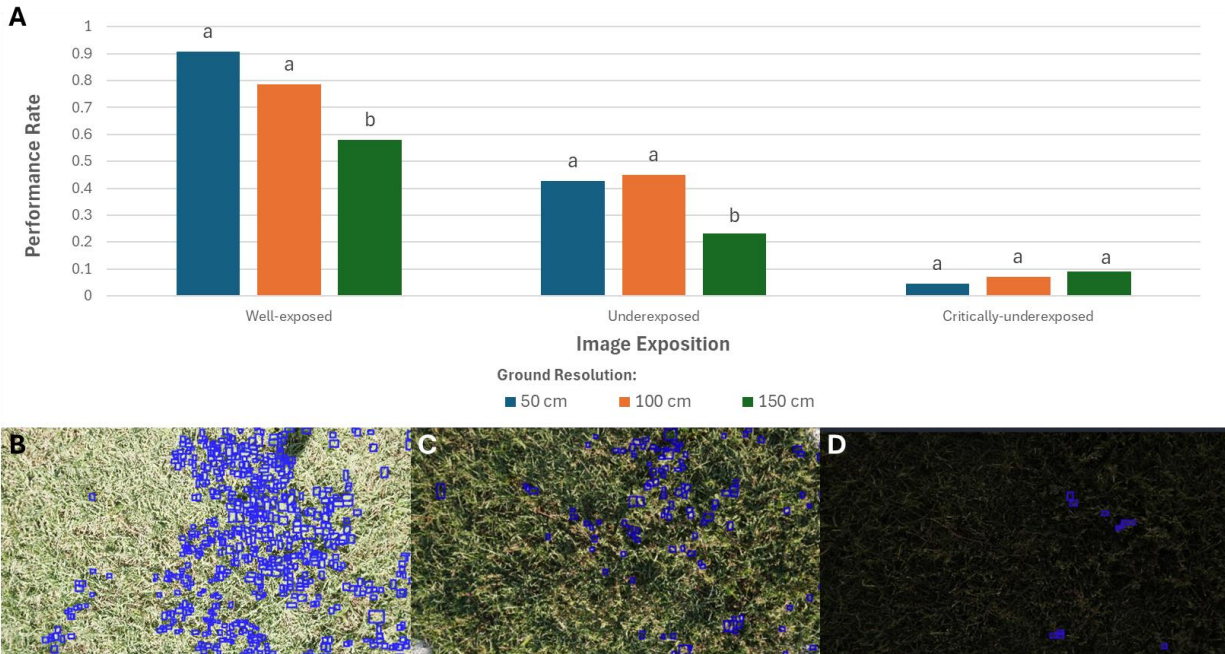 A
1
0.9
0.8
0.7
0.6
0.5
0.4
0.3
0.2
0.1
0
Performance Rate
a
a
b
a
a
b
a
a
a
Well-exposed
Underexposed
Critically-underexposed
Image Exposition
Ground Resolution:
50 cm
100 cm
150 cm
B
C
D